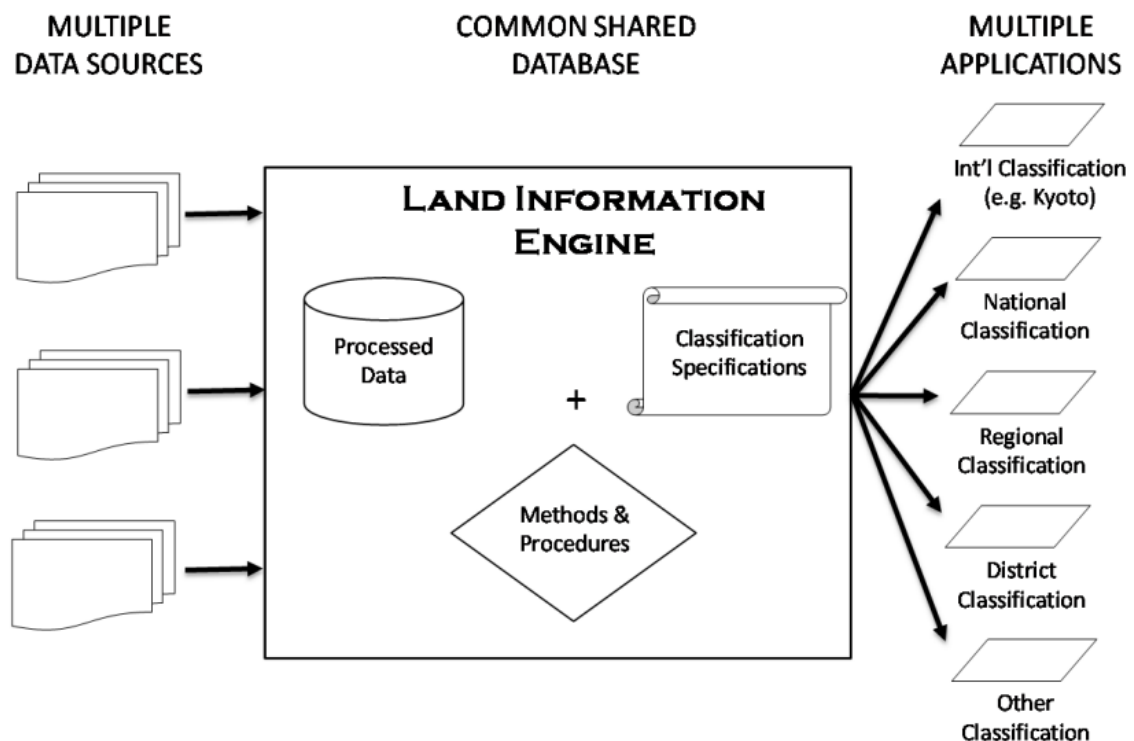 MULTIPLE
DATA SOURCES
COMMON SHARED
DATABASE
MULTIPLE
APPLICATIONS
LAND INFORMATION
ENGINE
Processed
Data
+
Classification
Specifications
Methods &
Procedures
Int'l Classification
(e.g. Kyoto)
National
Classification
Regional
Classification
District
Classification
Other
Classification